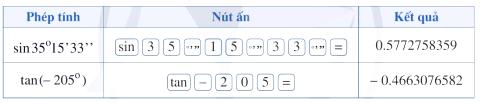 Phép tính Nút ấn Kết quả
sin35°15'33'' sin 3 5 °,,, 1 5 °,,, 3 3 °,,, = 0.5772758359
tan(– 205°) tan – 2 0 5 = – 0.4663076582